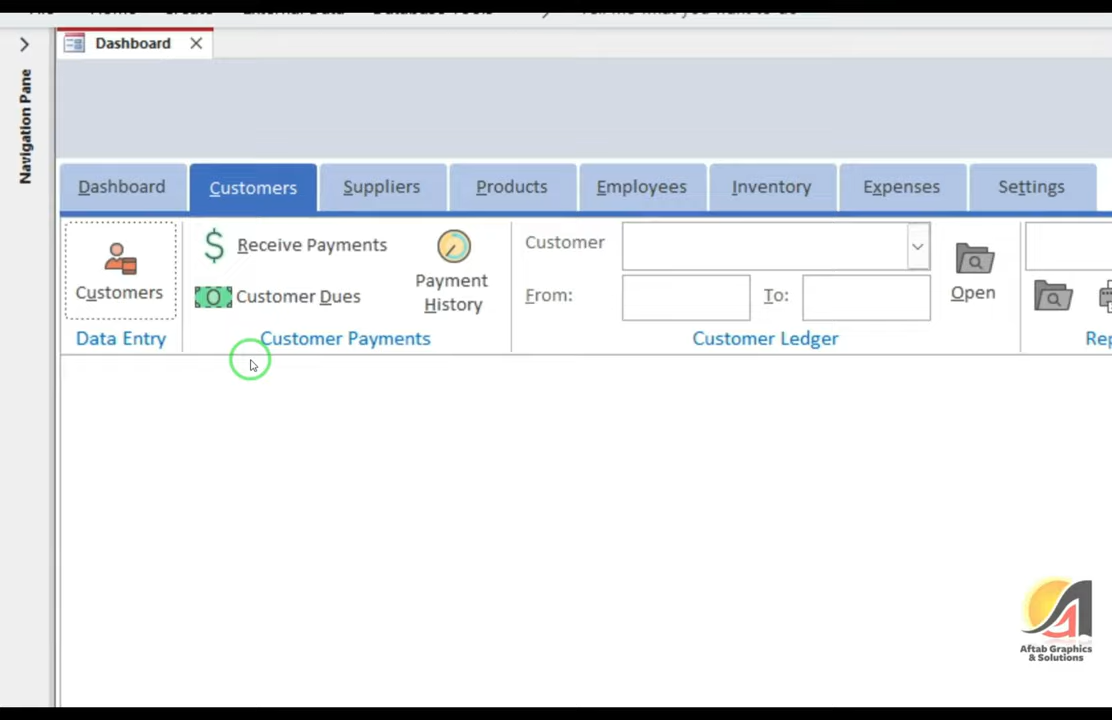 Dashboard
Navigation Pane
Dashboard Customers Suppliers Products Employees Inventory Expenses Settings
Customers
Data Entry
Receive Payments
Customer Dues
Payment
History
Customer Payments
Customer
From: To:
Open
Customer Ledger
Aftab Graphics
& Solutions